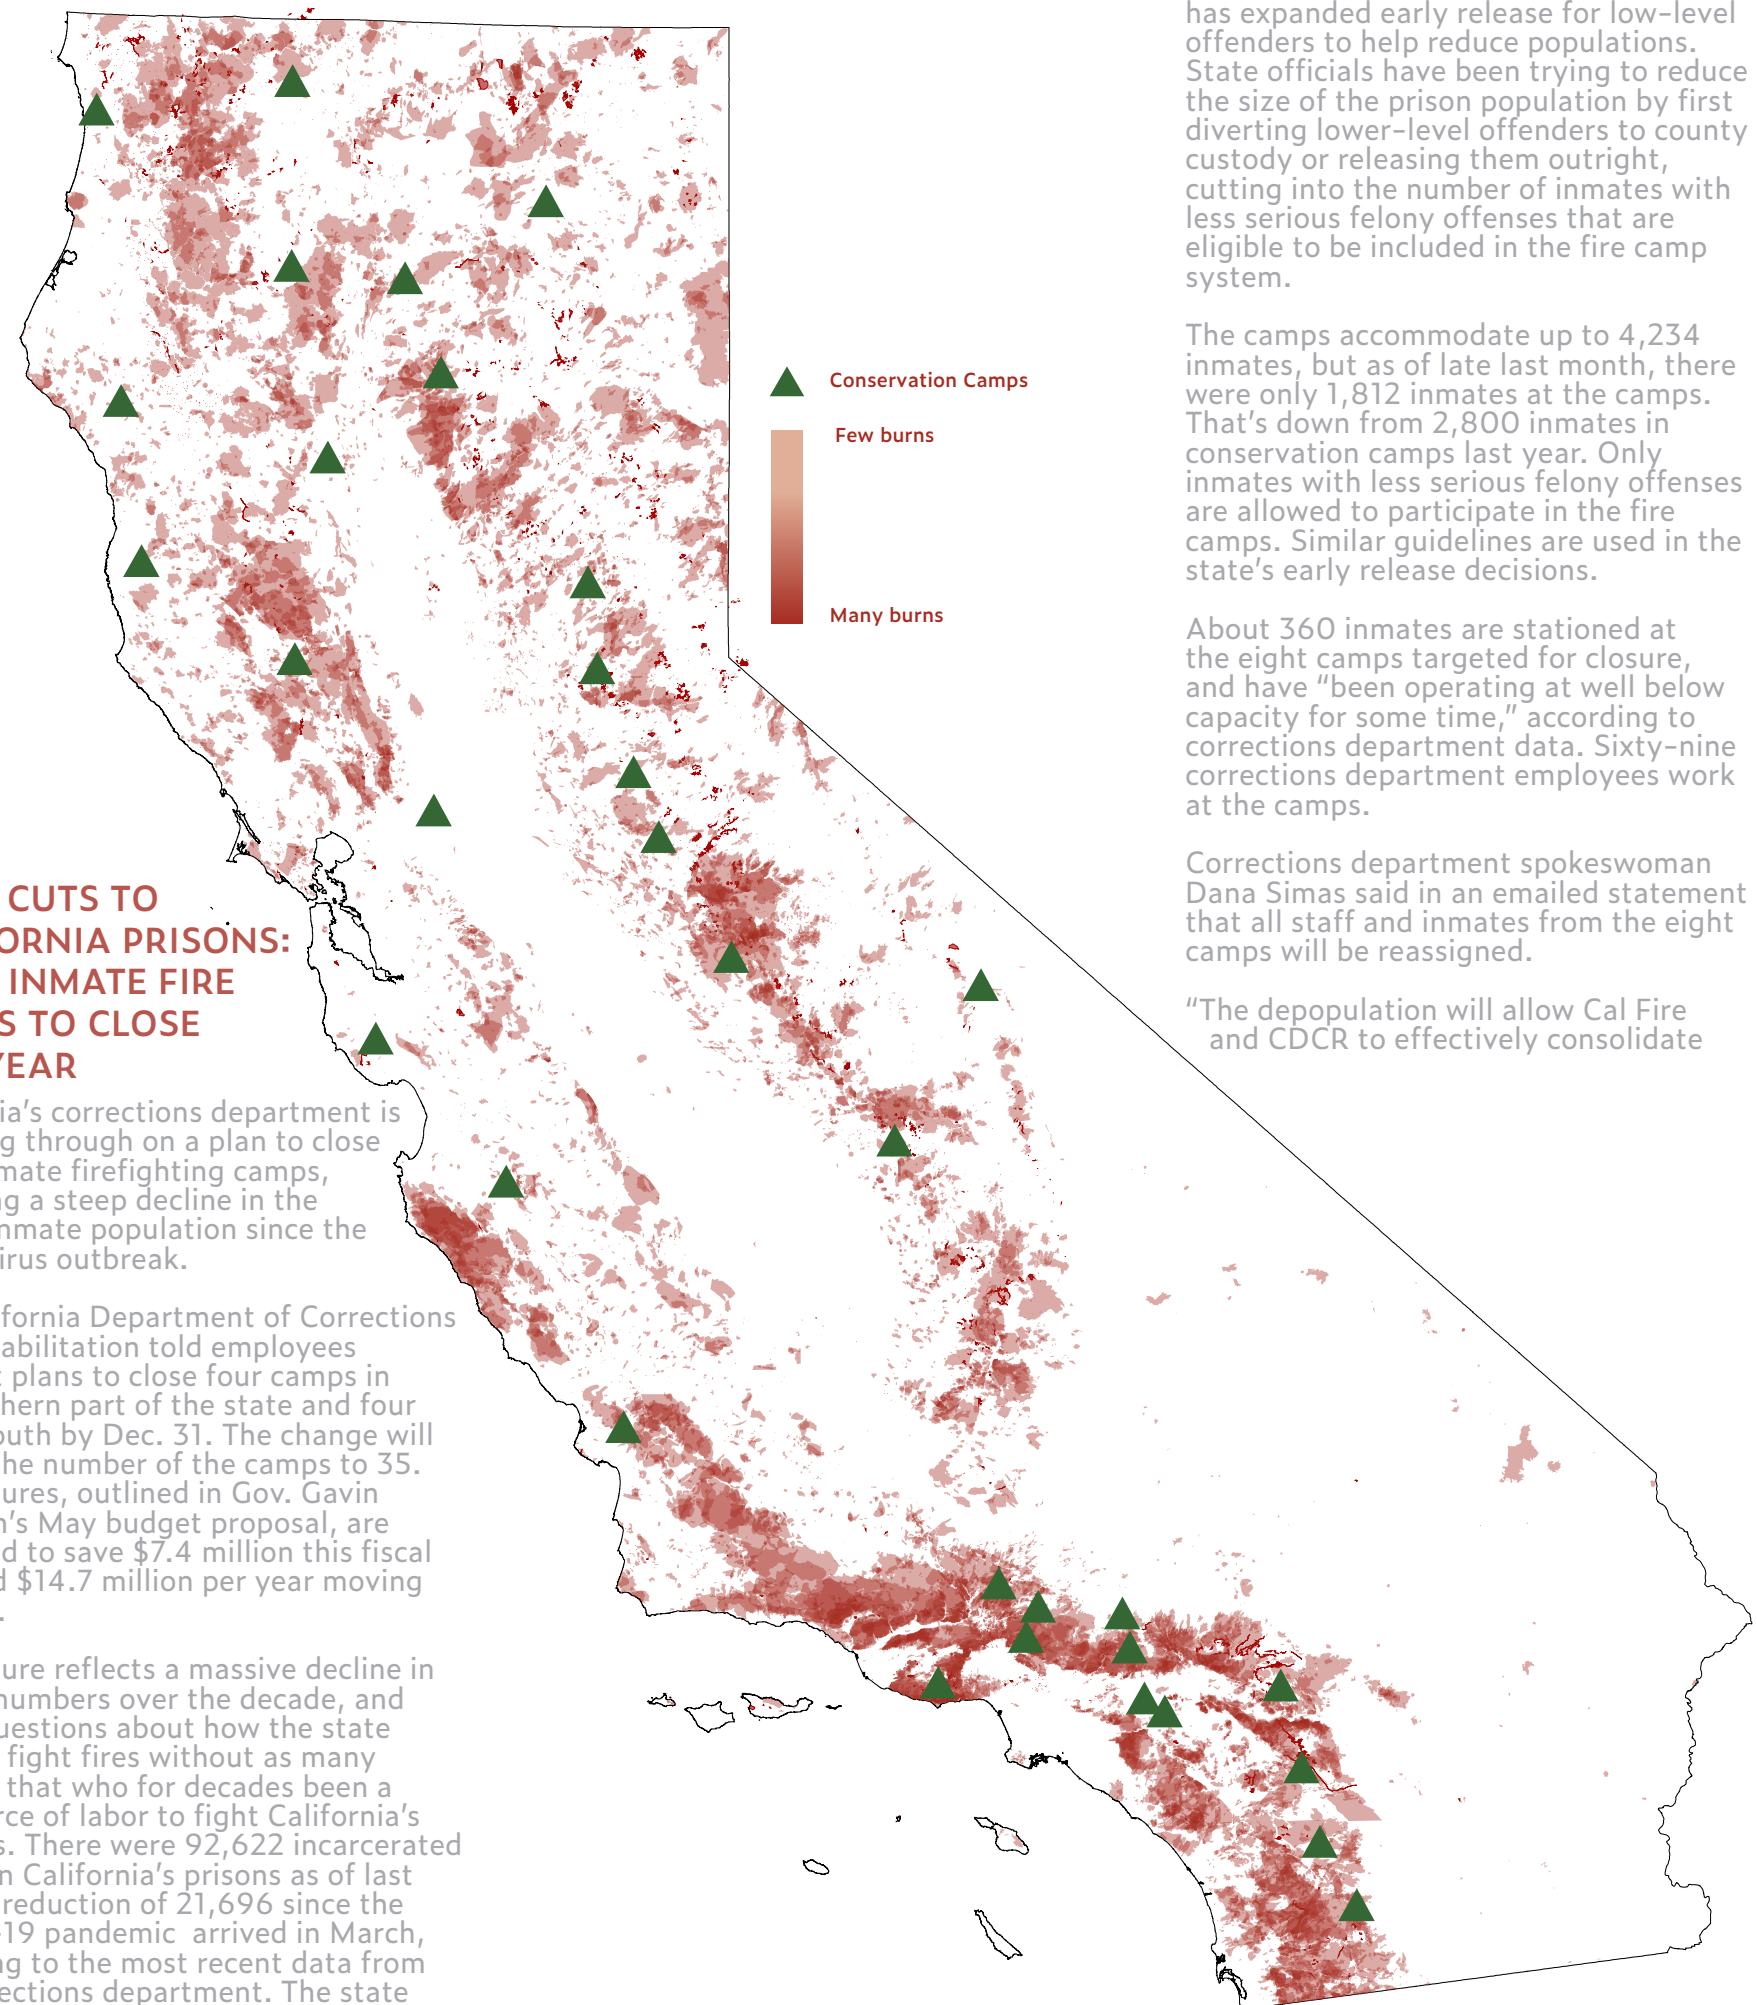 CUTS TO
ORNIA PRISONS:
INMATE FIRE
S TO CLOSE
YEAR
ia's corrections department is
g through on a plan to close
mate firefighting camps,
ng a steep decline in the
nmate population since the
irus outbreak.
fornia Department of Corrections
abilitation told employees
t plans to close four camps in
hern part of the state and four
outh by Dec. 31. The change will
he number of the camps to 35.
ures, outlined in Gov. Gavin
n's May budget proposal, are
d to save $7.4 million this fiscal
d $14.7 million per year moving
.
ure reflects a massive decline in
numbers over the decade, and
uestions about how the state
fight fires without as many
that who for decades been a
rce of labor to fight California's
s. There were 92,622 incarcerated
n California's prisons as of last
reduction of 21,696 since the
-19 pandemic arrived in March,
ng to the most recent data from
ections department. The state
Conservation Camps
Few burns
Many burns
has expanded early release for low-level
offenders to help reduce populations.
State officials have been trying to reduce
the size of the prison population by first
diverting lower-level offenders to county
custody or releasing them outright,
cutting into the number of inmates with
less serious felony offenses that are
eligible to be included in the fire camp
system.
The camps accommodate up to 4,234
inmates, but as of late last month, there
were only 1,812 inmates at the camps.
That's down from 2,800 inmates in
conservation camps last year. Only
inmates with less serious felony offenses
are allowed to participate in the fire
camps. Similar guidelines are used in the
state's early release decisions.
About 360 inmates are stationed at
the eight camps targeted for closure,
and have “been operating at well below
capacity for some time,” according to
corrections department data. Sixty-nine
corrections department employees work
at the camps.
Corrections department spokeswoman
Dana Simas said in an emailed statement
that all staff and inmates from the eight
camps will be reassigned.
“The depopulation will allow Cal Fire
and CDCR to effectively consolidate